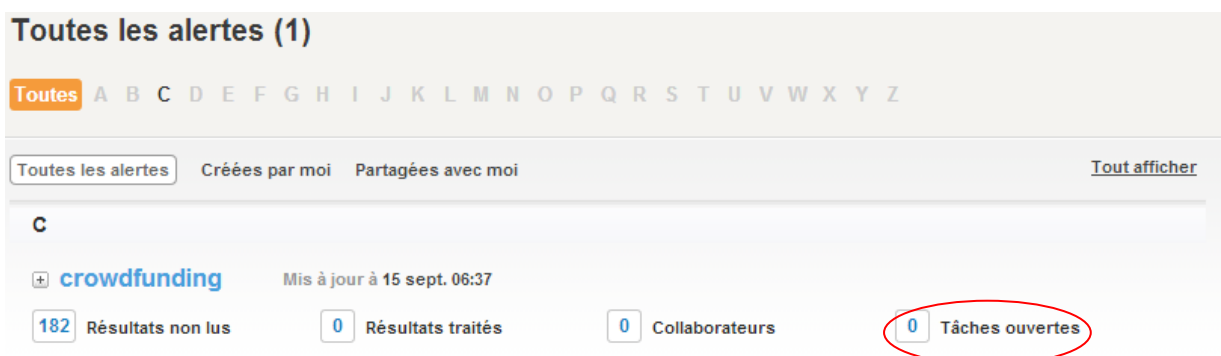 Toutes les alertes (1)
Toutes A B C D E F G H I J K L M N O P Q R S T U V W X Y Z
Toutes les alertes Créées par moi Partagées avec moi Tout afficher
C
crowdfunding Mis à jour à 15 sept. 06:37
182 Résultats non lus 0 Résultats traités 0 Collaborateurs 0 Tâches ouvertes